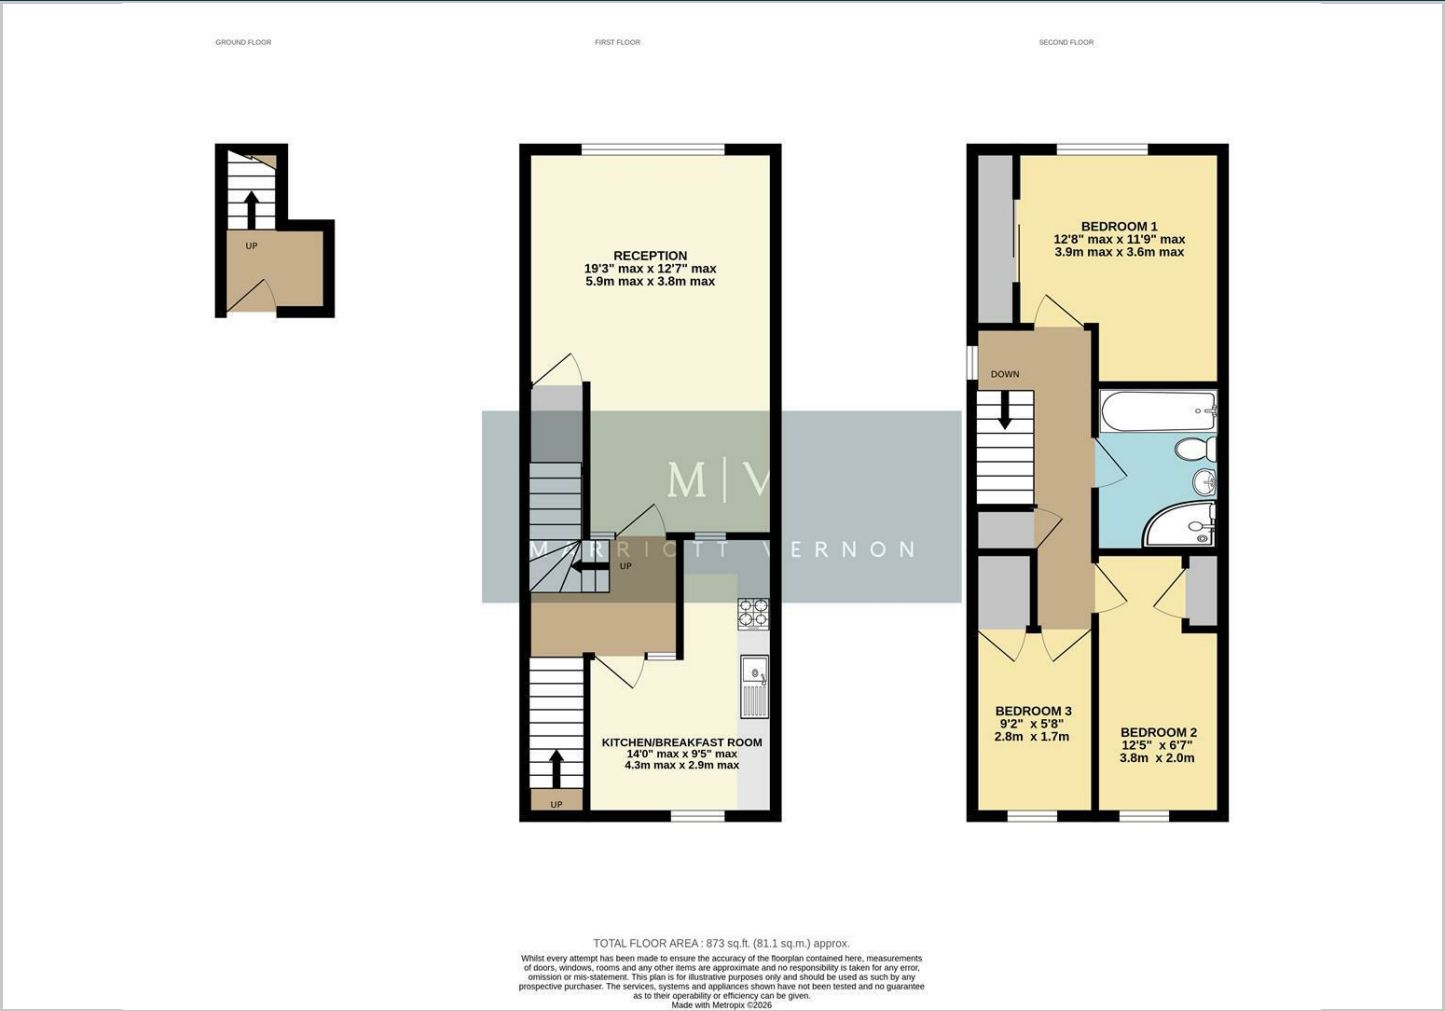 GROUND FLOOR
FIRST FLOOR
SECOND FLOOR
UP
RECEPTION
19'3" max x 12'7" max
5.9m max x 3.8m max
M|V
MARRIOTT VERNON
UP
KITCHEN/BREAKFAST ROOM
14'0" max x 9'5" max
4.3m max x 2.9m max
UP
BEDROOM 1
12'8" max x 11'9" max
3.9m max x 3.6m max
DOWN
BEDROOM 3
9'2" x 5'8"
2.8m x 1.7m
BEDROOM 2
12'5" x 6'7"
3.8m x 2.0m
TOTAL FLOOR AREA : 873 sq.ft. (81.1 sq.m.) approx.
Whilst every attempt has been made to ensure the accuracy of the floorplan contained here, measurements
of doors, windows, rooms and any other items are approximate and no responsibility is taken for any error,
omission or mis-statement. This plan is for illustrative purposes only and should be used as such by any
prospective purchaser. The services, systems and appliances shown have not been tested and no guarantee
as to their operability or efficiency can be given.
Made with Metropix ©2026